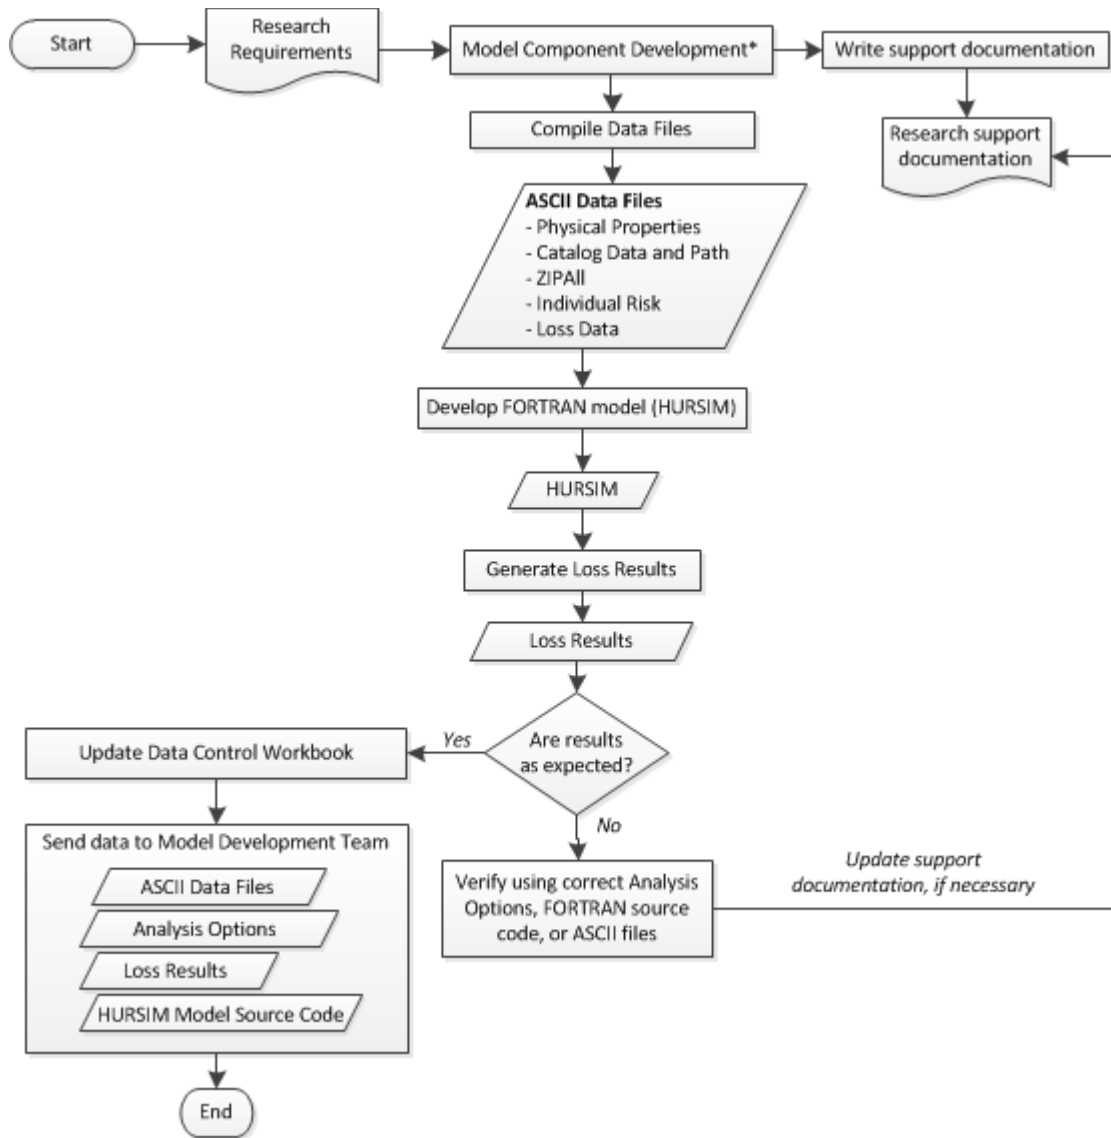 Start
Research
Requirements
Model Component Development*
Write support documentation
Compile Data Files
Research support
documentation
ASCII Data Files
- Physical Properties
- Catalog Data and Path
- ZIPAll
- Individual Risk
- Loss Data
Develop FORTRAN model (HURSIM)
HURSIM
Generate Loss Results
Loss Results
Are results
as expected?
Yes
Update Data Control Workbook
No
Send data to Model Development Team
ASCII Data Files
Analysis Options
Loss Results
HURSIM Model Source Code
Verify using correct Analysis
Options, FORTRAN source
code, or ASCII files
Update support
documentation, if necessary
End